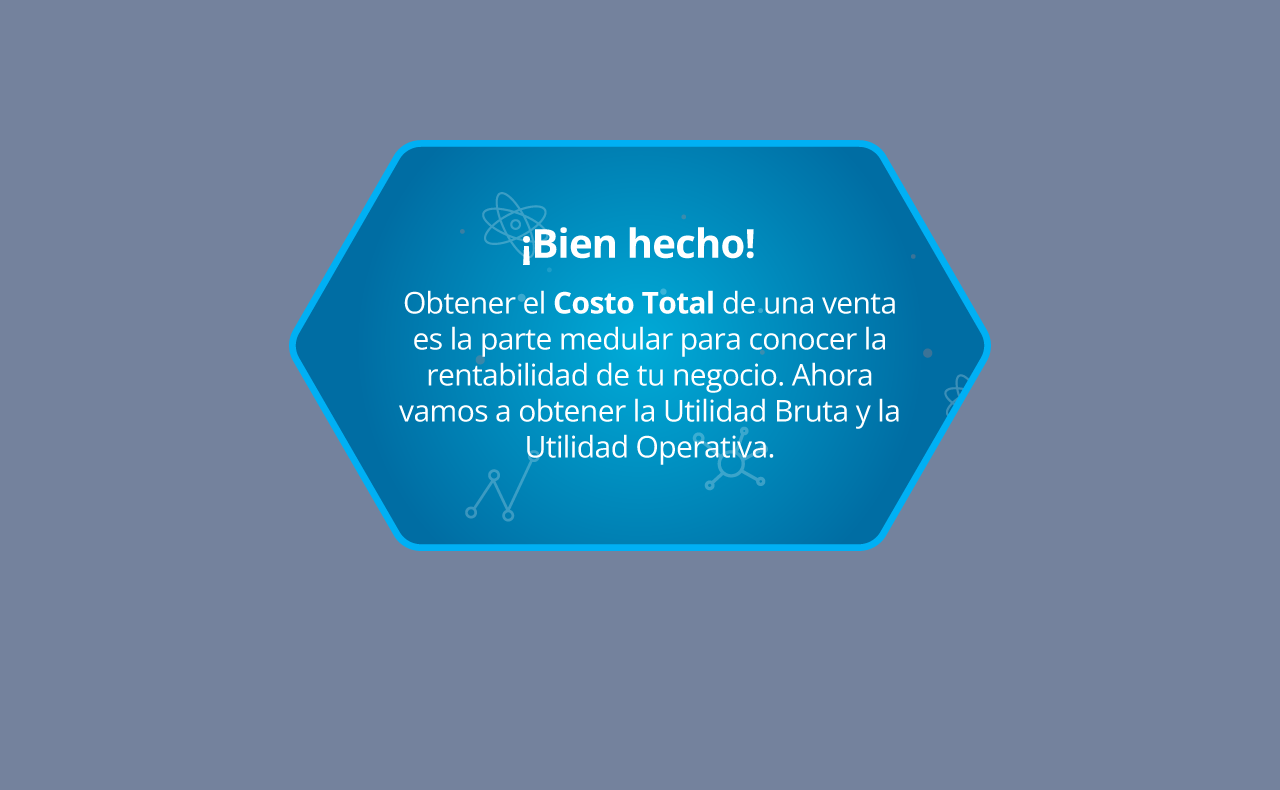 ¡Bien hecho!
Obtener el Costo Total de una venta
es la parte medular para conocer la
rentabilidad de tu negocio. Ahora
vamos a obtener la Utilidad Bruta y la
Utilidad Operativa.